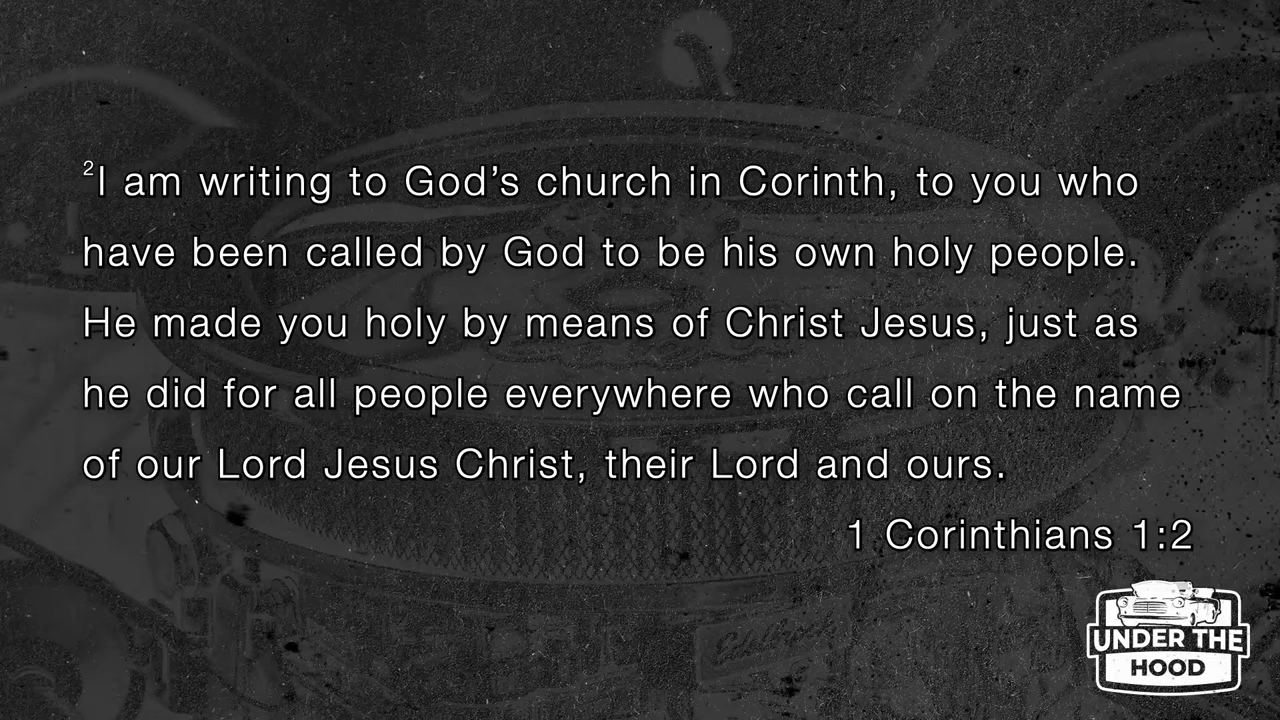 ²I am writing to God’s church in Corinth, to you who
have been called by God to be his own holy people.
He made you holy by means of Christ Jesus, just as
he did for all people everywhere who call on the name
of our Lord Jesus Christ, their Lord and ours.
1 Corinthians 1:2
UNDER THE
HOOD